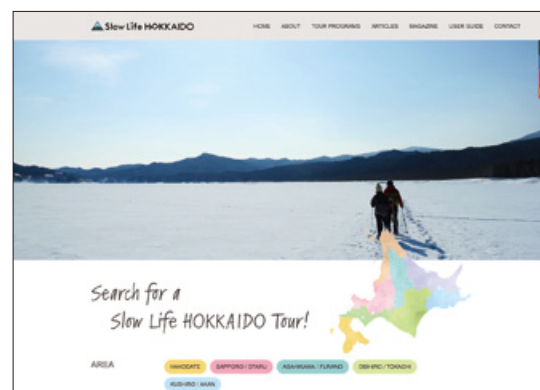 Slow Life HOKKAIDO
HOME ABOUT TOUR PROGRAMS ARTICLES MAGAZINE USER GUIDE CONTACT
Search for a
Slow Life HOKKAIDO Tour!
AREA
HAKODATE SAPPORO / OTARU ASAHIKAWA / FURANO OBIHIRO / TOKACHI
KUSHIRO / AKAN